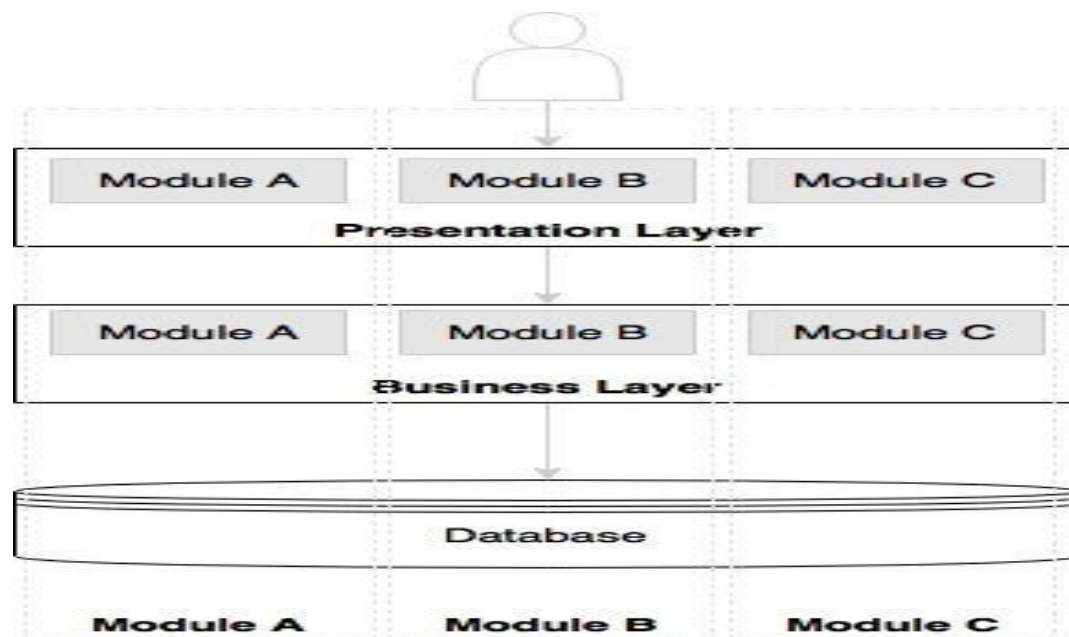 Module A Module B Module C
Presentation Layer
Module A Module B Module C
Business Layer
Database
Module A Module B Module C